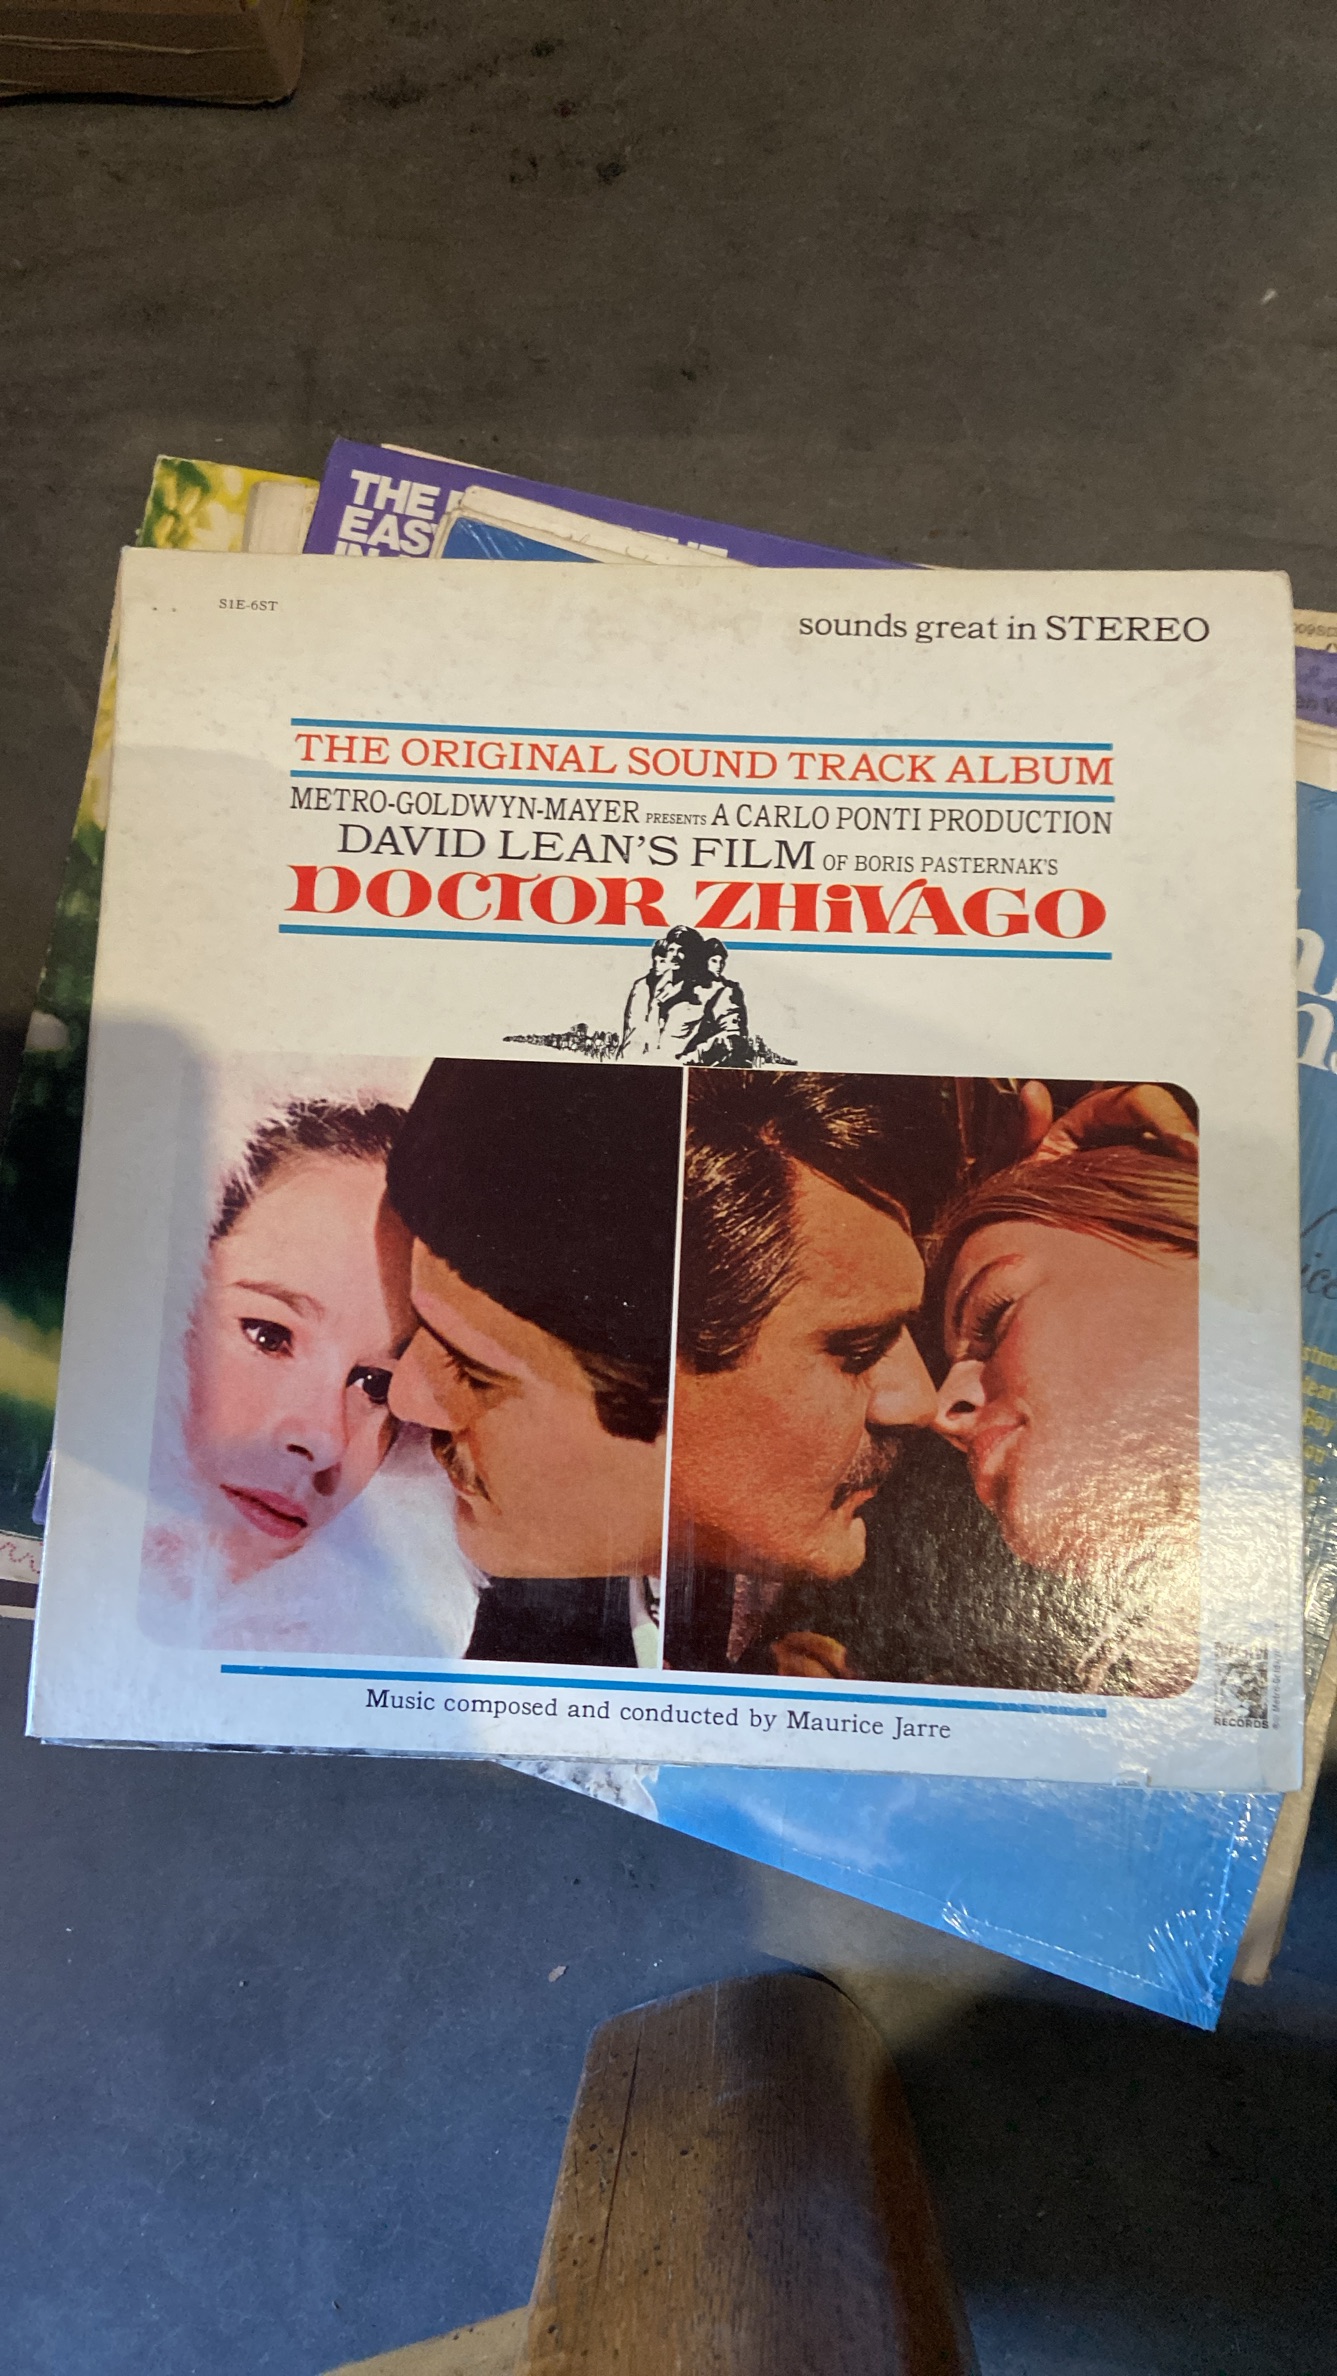 THE
EAS
S1E-6ST
sounds great in STEREO
THE ORIGINAL SOUND TRACK ALBUM
METRO-GOLDWYN-MAYER PRESENTS A CARLO PONTI PRODUCTION
DAVID LEAN'S FILM OF BORIS PASTERNAK'S
DOCTOR ZHiVAGO
RECORDS
Music composed and conducted by Maurice Jarre